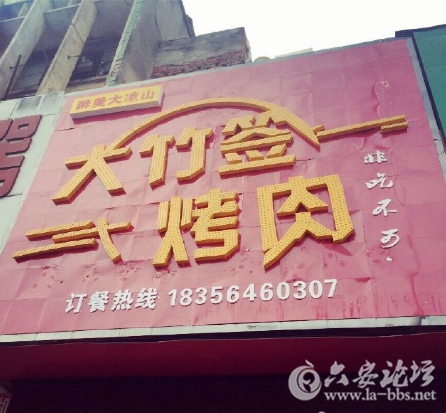 醉美大凉山
大竹签
烤肉
非吃不可
订餐热线 18356460307
六安论坛
www.la-bbs.net